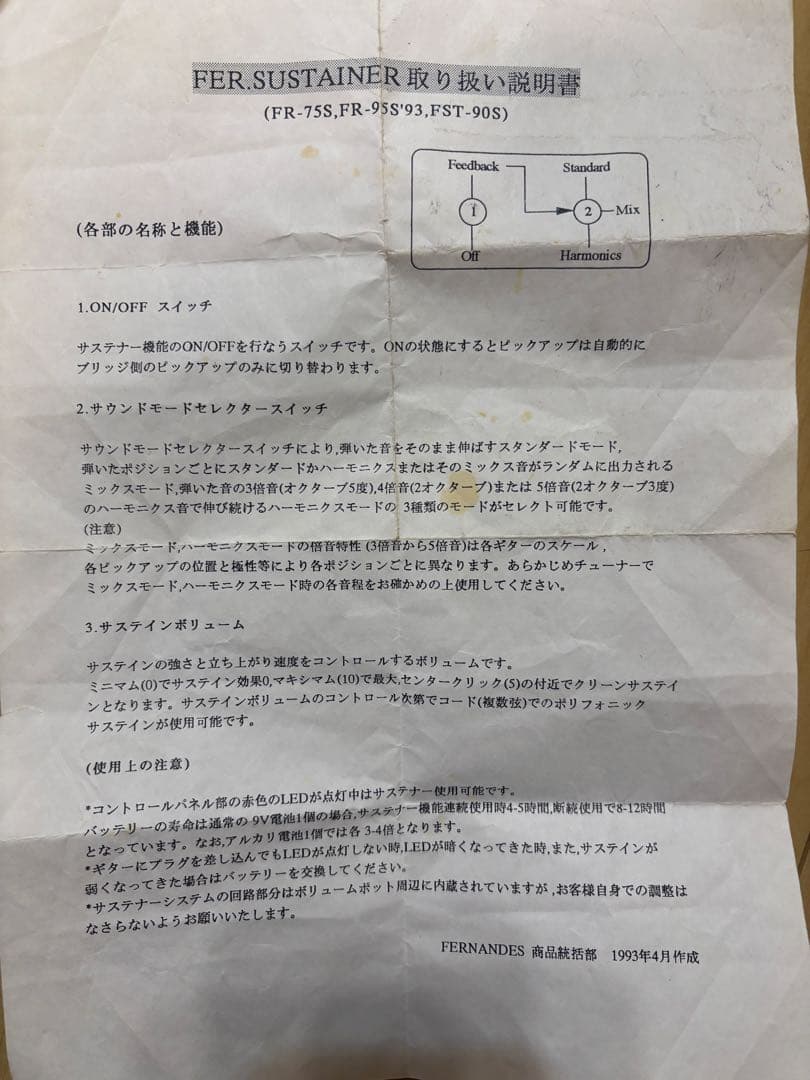 FER.SUSTAINER 取り扱い説明書
(FR-75S,FR-95S'93,FST-90S)
Feedback
Standard
1
2
Mix
Off
Harmonics
(各部の名称と機能)
1.ON/OFF スイッチ
サステナー機能のON/OFFを行なうスイッチです。ONの状態にするとピックアップは自動的に
ブリッジ側のピックアップのみに切り替わります。
2.サウンドモードセレクタースイッチ
サウンドモードセレクタースイッチにより,弾いた音をそのまま伸ばすスタンダードモード,
弾いたポジションごとにスタンダードかハーモニクスまたはそのミックス音がランダムに出力される
ミックスモード,弾いた音の3倍音(オクターブ5度),4倍音(2オクターブ)または 5倍音(2オクターブ3度)
のハーモニクス音で伸び続けるハーモニクスモードの 3種類のモードがセレクト可能です。
(注意)
ミックスモード,ハーモニクスモードの倍音特性 (3倍音から5倍音)は各ギターのスケール ,
各ピックアップの位置と極性等により各ポジションごとに異なります。あらかじめチューナーで
ミックスモード,ハーモニクスモード時の各音程をお確かめの上使用してください。
3.サステインボリューム
サステインの強さと立ち上がり速度をコントロールするボリュームです。
ミニマム(0)でサステイン効果0,マキシマム(10)で最大,センタークリック(5)の付近でクリーンサステイ
ンとなります。サステインボリュームのコントロール次第でコード(複数弦)でのポリフォニック
サステインが使用可能です。
(使用上の注意)
*コントロールパネル部の赤色のLEDが点灯中はサステナー使用可能です。
バッテリーの寿命は通常の 9V電池1個の場合,サステナー機能連続使用時4-5時間,断続使用で8-12時間
となっています。なお,アルカリ電池1個では各 3-4倍となります。
*ギターにプラグを差し込んでもLEDが点灯しない時,LEDが暗くなってきた時,また,サステインが
弱くなってきた場合はバッテリーを交換してください。
*サステナーシステムの回路部分はボリュームポット周辺に内蔵されていますが ,お客様自身での調整は
なさらないようお願いいたします。
FERNANDES 商品統括部 1993年4月作成